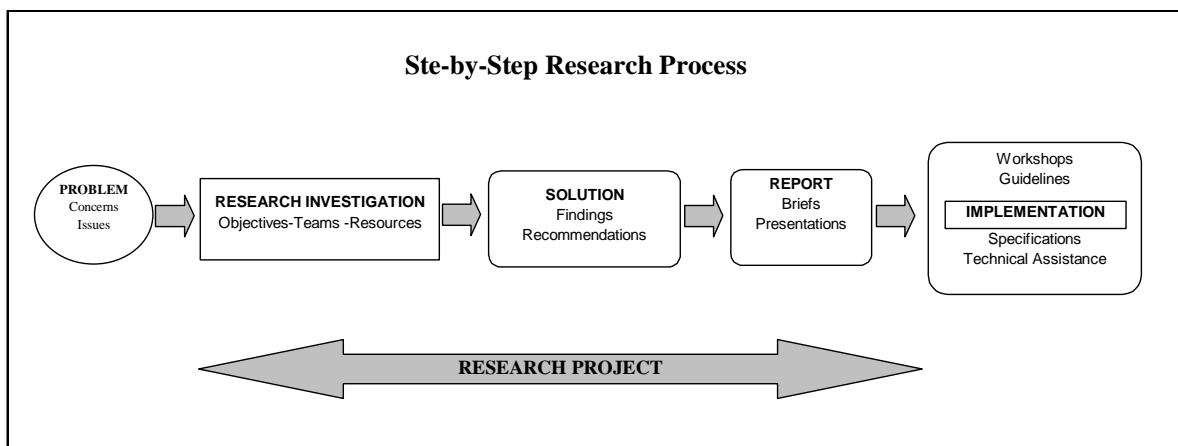 Ste-by-Step Research Process
PROBLEM
Concerns
Issues
RESEARCH INVESTIGATION
Objectives-Teams -Resources
SOLUTION
Findings
Recommendations
REPORT
Briefs
Presentations
Workshops
Guidelines
IMPLEMENTATION
Specifications
Technical Assistance
RESEARCH PROJECT